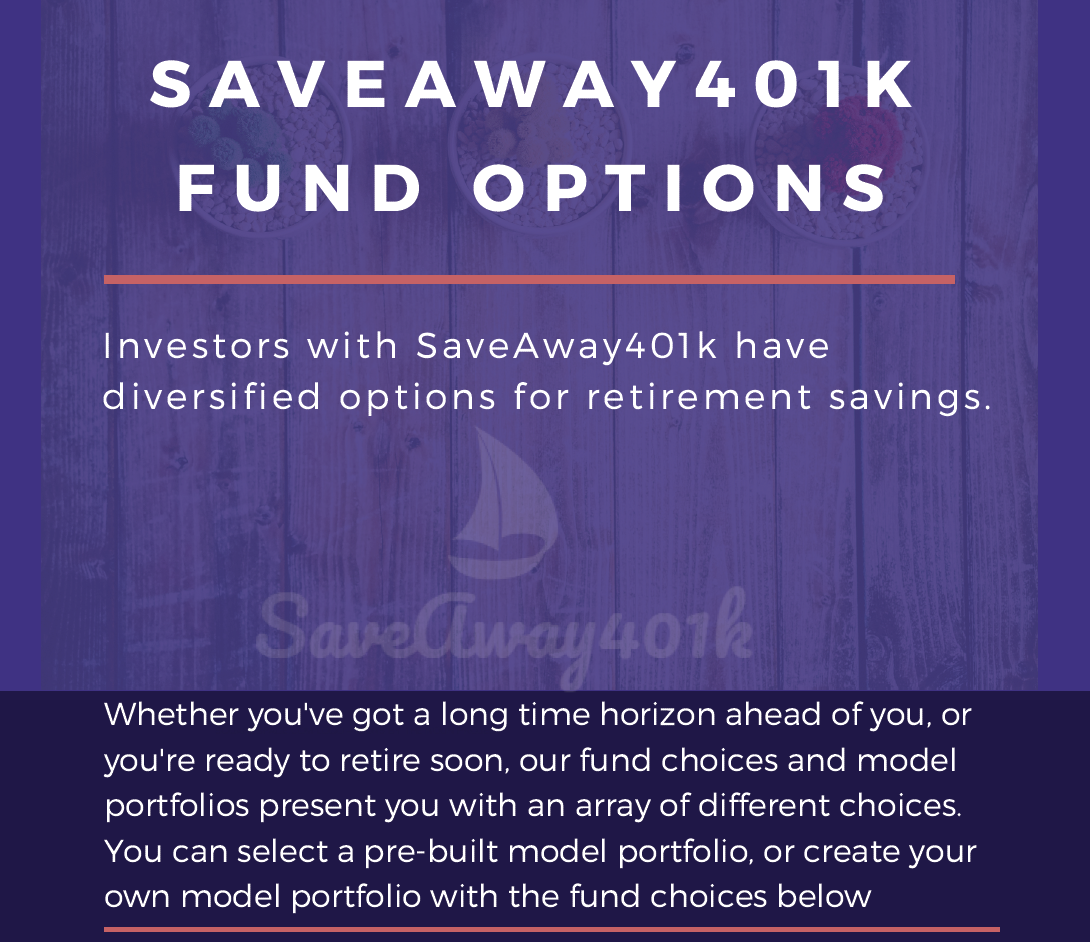 SAVEAWAY401K
FUND OPTIONS
Investors with SaveAway401k have
diversified options for retirement savings.
SaveAway401k
Whether you've got a long time horizon ahead of you, or
you're ready to retire soon, our fund choices and model
portfolios present you with an array of different choices.
You can select a pre-built model portfolio, or create your
own model portfolio with the fund choices below